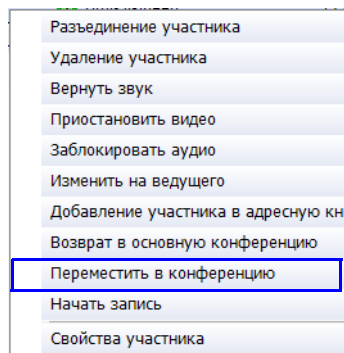 Разъединение участника
Удаление участника
Вернуть звук
Приостановить видео
Заблокировать аудио
Изменить на ведущего
Добавление участника в адресную кн
Возврат в основную конференцию
Переместить в конференцию
Начать запись
Свойства участника